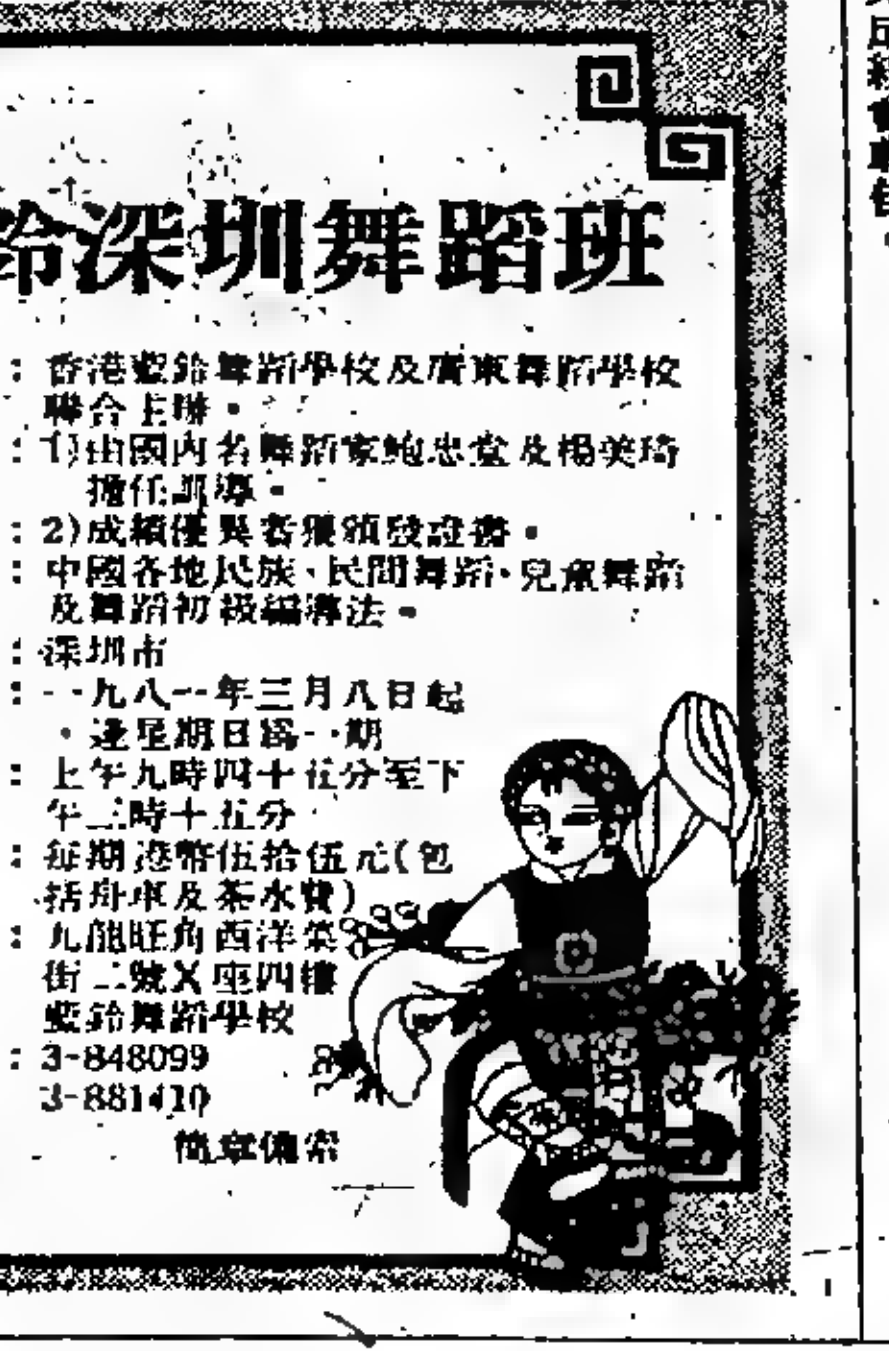 鈴深圳舞蹈班
：香港藍鈴舞蹈學校及廣東舞蹈學校
聯合主辦。
：1)由國內名舞蹈家鮑忠堂及楊美琦
擔任訓導。
：2)成績優異者獲頒發證書。
：中國各地民族、民間舞蹈、兒童舞蹈
及舞蹈初級編導法。
：深圳市
：一九八一年三月八日起
。逢星期日為一期
：上午九時四十五分至下
午三時十五分
：每期港幣伍拾伍元(包
括舟車及茶水費)
：九龍旺角西洋菜
街二號X座四樓
藍鈴舞蹈學校
：3-848099
3-881410
簡章備索